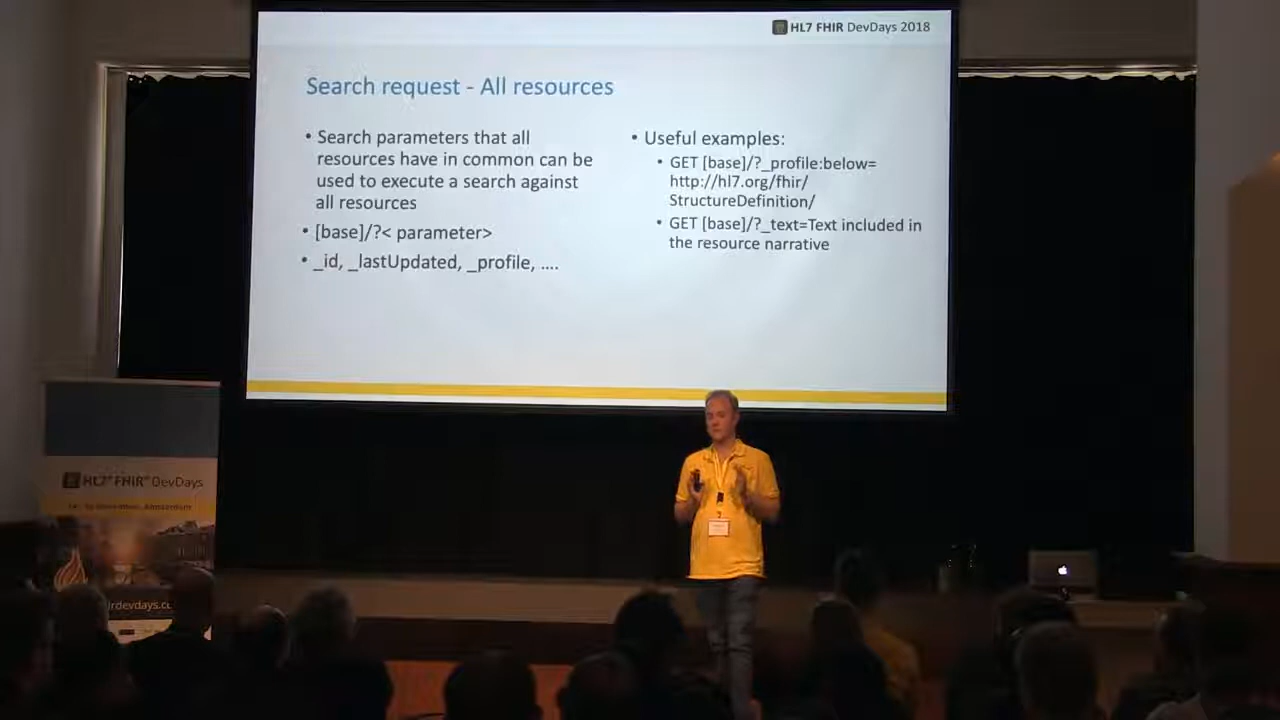 HL7 FHIR DevDays 2018
Search request - All resources
• Search parameters that all
resources have in common can be
used to execute a search against
all resources
• [base]/?< parameter>
• _id, _lastUpdated, _profile, ....
• Useful examples:
• GET [base]/?_profile:below=
http://hl7.org/fhir/
StructureDefinition/
• GET [base]/?_text=Text included in
the resource narrative
HL7® FHIR® DevDays